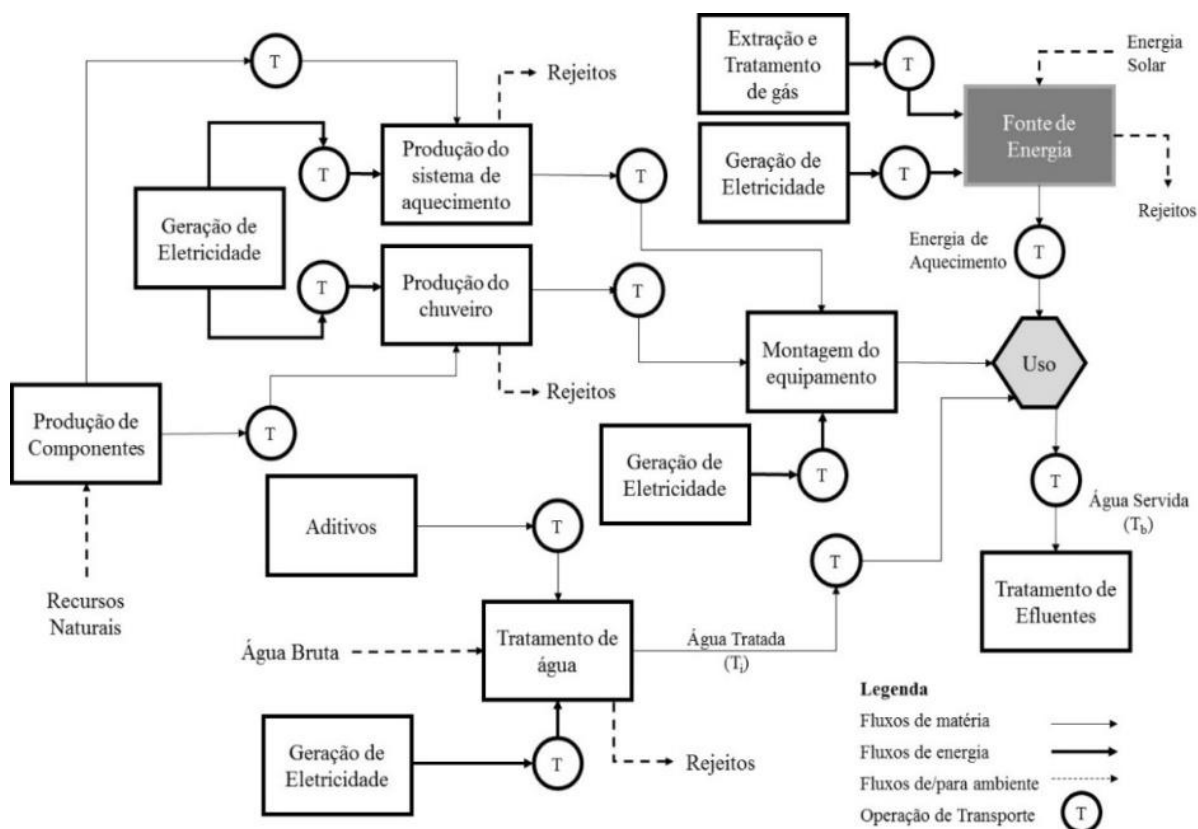 T
Rejeitos
Extração e
Tratamento
de gás
T
Energia
Solar
Fonte de
Energia
T
Produção do
sistema de
aquecimento
T
Geração de
Eletricidade
T
Rejeitos
Geração de
Eletricidade
Energia de
Aquecimento
T
T
Produção do
chuveiro
T
Montagem do
equipamento
Uso
Rejeitos
Produção de
Componentes
T
Geração de
Eletricidade
T
T
Água Servida
(Tb)
Aditivos
T
T
Tratamento de
Efluentes
Recursos
Naturais
Água Bruta
Tratamento de
água
Água Tratada
(Ti)
Geração de
Eletricidade
T
Rejeitos
Legenda
Fluxos de matéria
Fluxos de energia
Fluxos de/para ambiente
Operação de Transporte
T